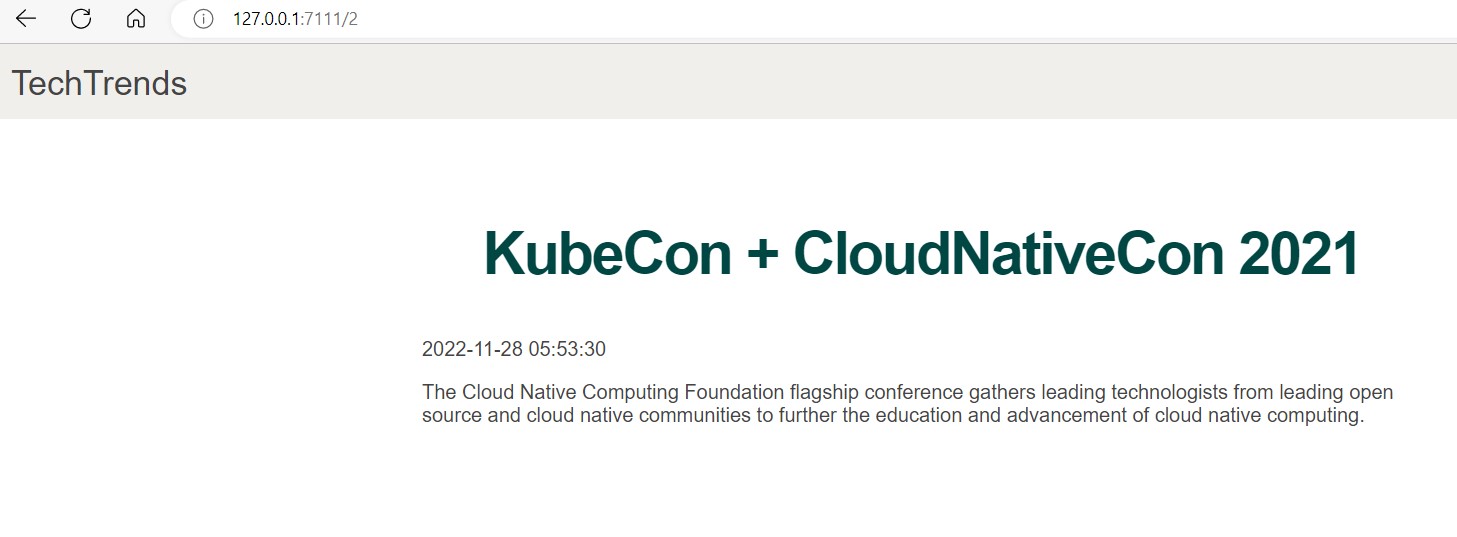 127.0.0.1:7111/2
TechTrends
KubeCon + CloudNativeCon 2021
2022-11-28 05:53:30
The Cloud Native Computing Foundation flagship conference gathers leading technologists from leading open
source and cloud native communities to further the education and advancement of cloud native computing.